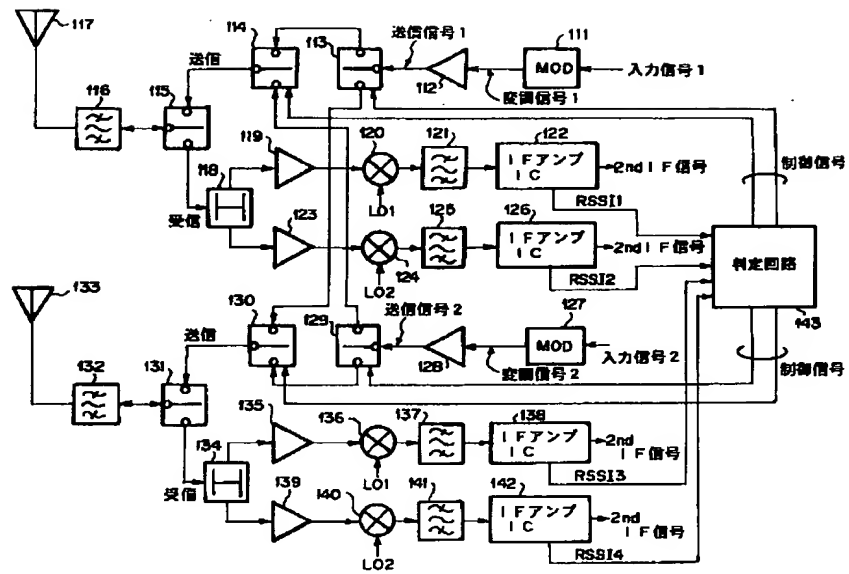 117
114
113
送信信号1
111
送信
MOD
入力信号1
112
変調信号1
116
115
119
120
121
122
IFアンプ
IC
2nd IF信号
制御信号
118
LO1
RSSI1
受信
123
125
126
IFアンプ
IC
2nd IF信号
124
LO2
RSSI2
判定回路
143
133
130
129
送信信号2
127
送信
MOD
入力信号2
128
変調信号2
制御信号
132
131
135
136
137
138
IFアンプ
IC
2nd
IF信号
134
LO1
RSSI3
受信
139
140
141
142
IFアンプ
IC
2nd
IF信号
LO2
RSSI4